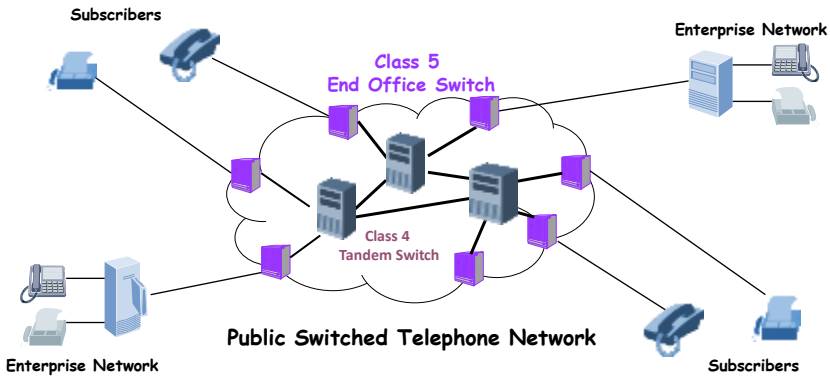 Subscribers
Enterprise Network
Class 5
End Office Switch
Class 4
Tandem Switch
Public Switched Telephone Network
Enterprise Network
Subscribers